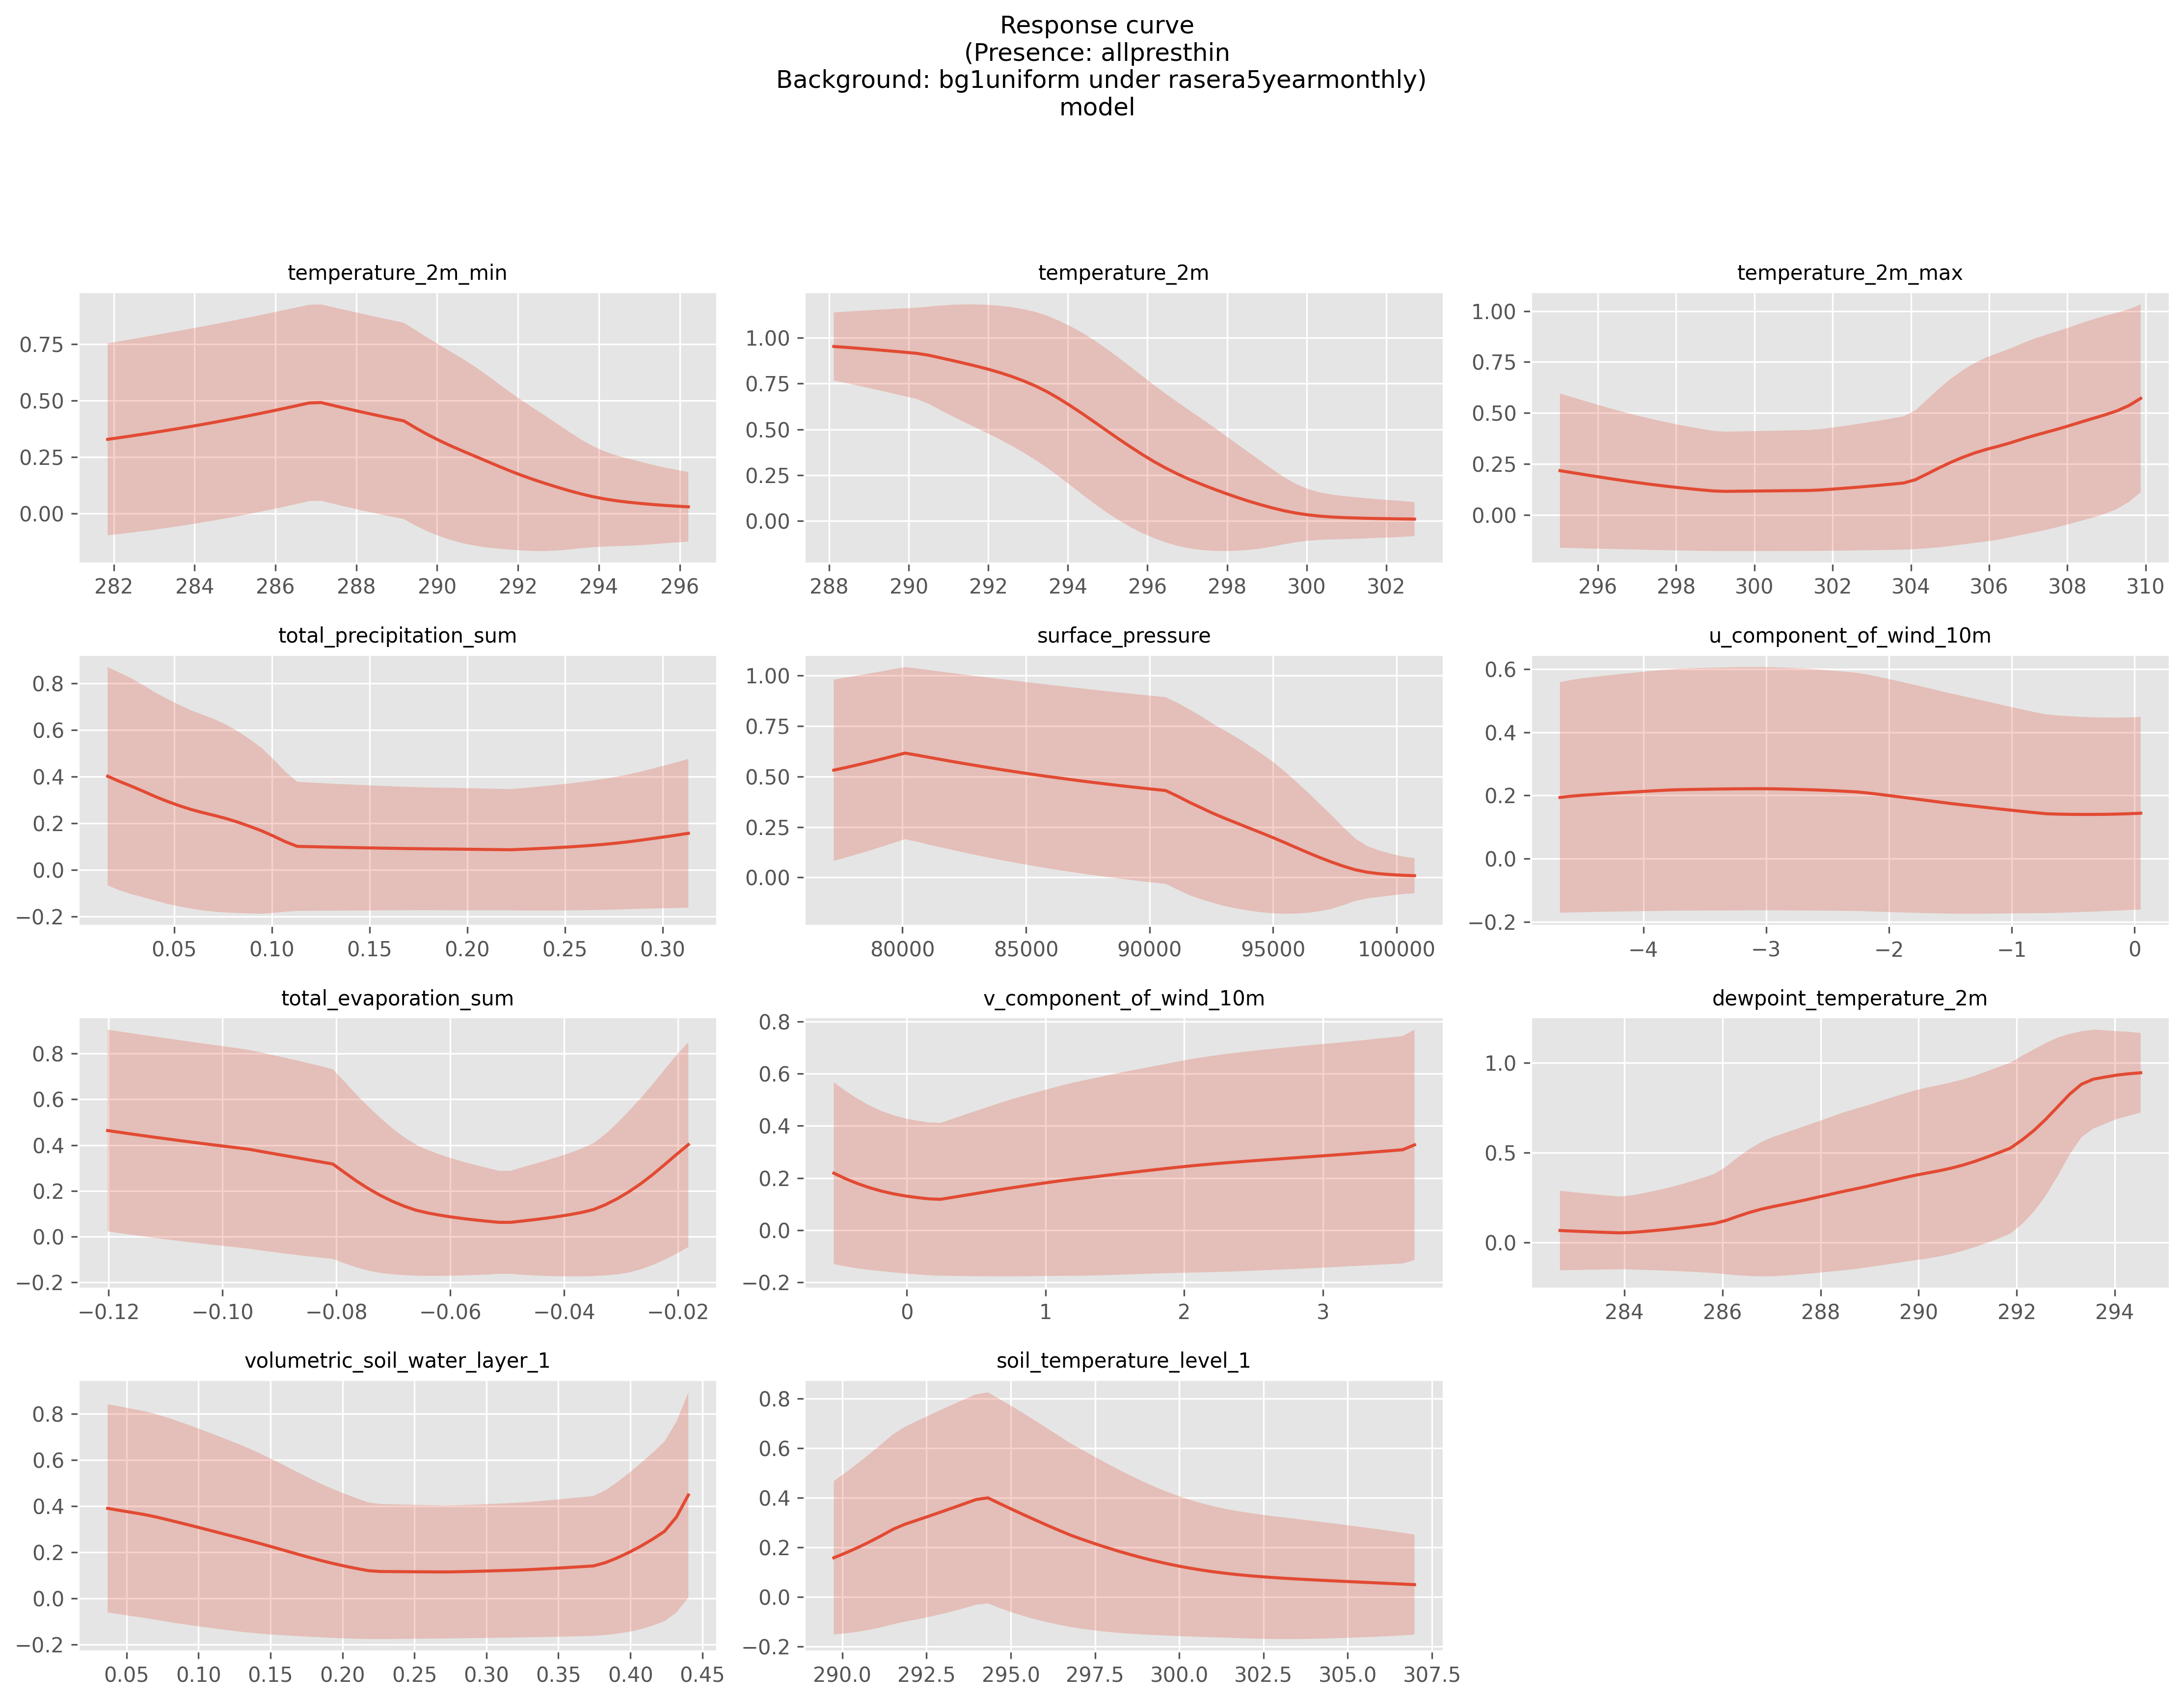 Response curve
(Presence: allpresthin
Background: bg1uniform under rasera5yearmonthly)
model
temperature_2m_min
0.75
0.50
0.25
0.00
282 284 286 288 290 292 294 296
temperature_2m
1.00
0.75
0.50
0.25
0.00
288 290 292 294 296 298 300 302
temperature_2m_max
1.00
0.75
0.50
0.25
0.00
296 298 300 302 304 306 308 310
total_precipitation_sum
0.8
0.6
0.4
0.2
0.0
−0.2
0.05 0.10 0.15 0.20 0.25 0.30
surface_pressure
1.00
0.75
0.50
0.25
0.00
80000 85000 90000 95000 100000
u_component_of_wind_10m
0.6
0.4
0.2
0.0
−0.2
−4 −3 −2 −1 0
total_evaporation_sum
0.8
0.6
0.4
0.2
0.0
−0.2
−0.12 −0.10 −0.08 −0.06 −0.04 −0.02
v_component_of_wind_10m
0.8
0.6
0.4
0.2
0.0
−0.2
0 1 2 3
dewpoint_temperature_2m
1.0
0.5
0.0
284 286 288 290 292 294
volumetric_soil_water_layer_1
0.8
0.6
0.4
0.2
0.0
−0.2
0.05 0.10 0.15 0.20 0.25 0.30 0.35 0.40 0.45
soil_temperature_level_1
0.8
0.6
0.4
0.2
0.0
−0.2
290.0 292.5 295.0 297.5 300.0 302.5 305.0 307.5